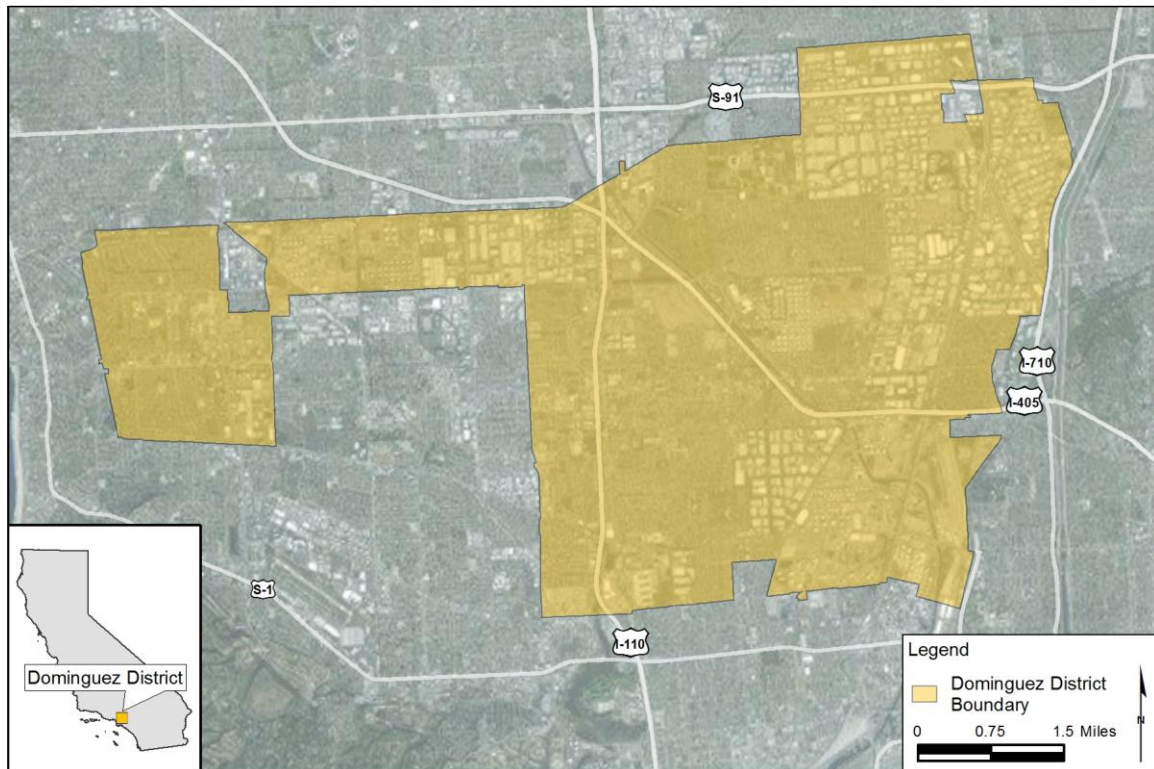 S-91
I-710
I-405
S-1
I-110
Dominguez District
Legend
Dominguez District
Boundary
0 0.75 1.5 Miles
N